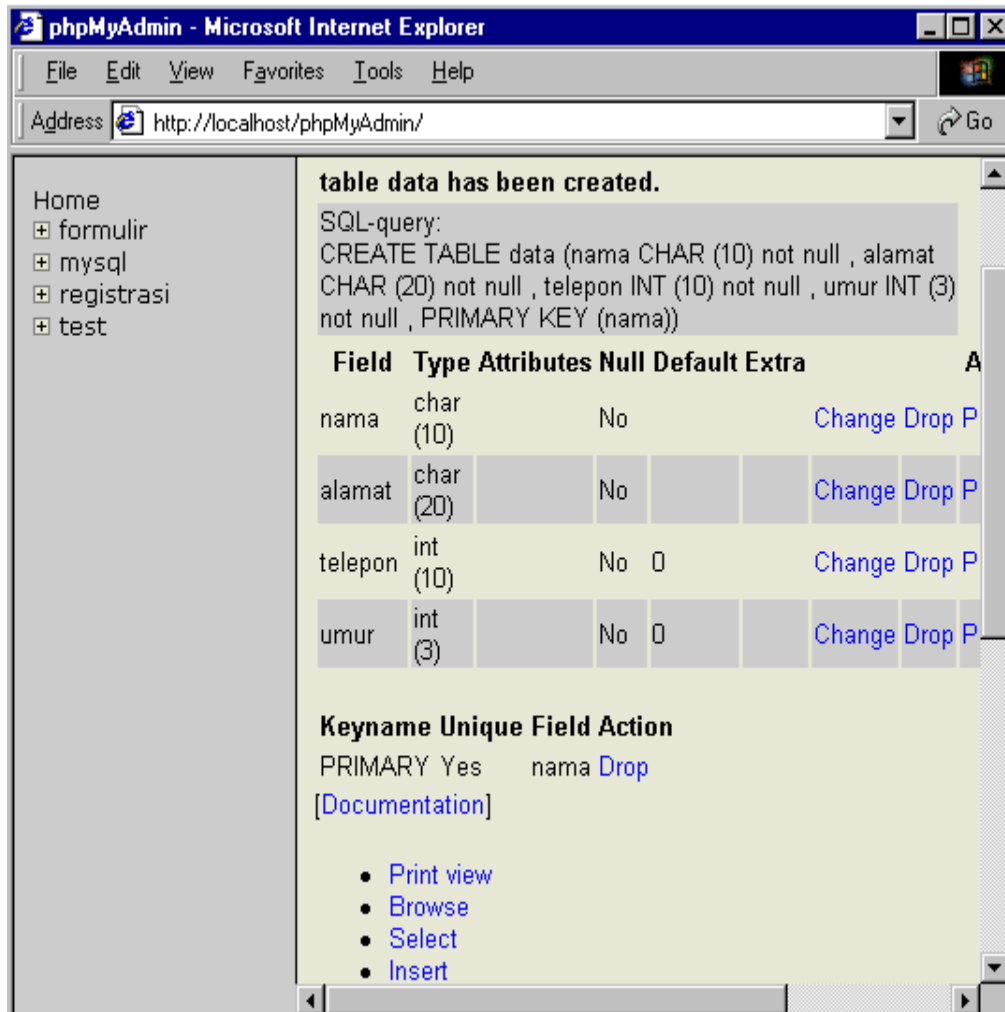 phpMyAdmin - Microsoft Internet Explorer
File Edit View Favorites Tools Help
Address http://localhost/phpMyAdmin/ Go
Home
formulir
mysql
registrasi
test
table data has been created.
SQL-query:
CREATE TABLE data (nama CHAR (10) not null , alamat
CHAR (20) not null , telepon INT (10) not null , umur INT (3)
not null , PRIMARY KEY (nama))
Field Type Attributes Null Default Extra A
nama char (10) No Change Drop P
alamat char (20) No Change Drop P
telepon int (10) No 0 Change Drop P
umur int (3) No 0 Change Drop P
Keyname Unique Field Action
PRIMARY Yes nama Drop
[Documentation]
Print view
Browse
Select
Insert